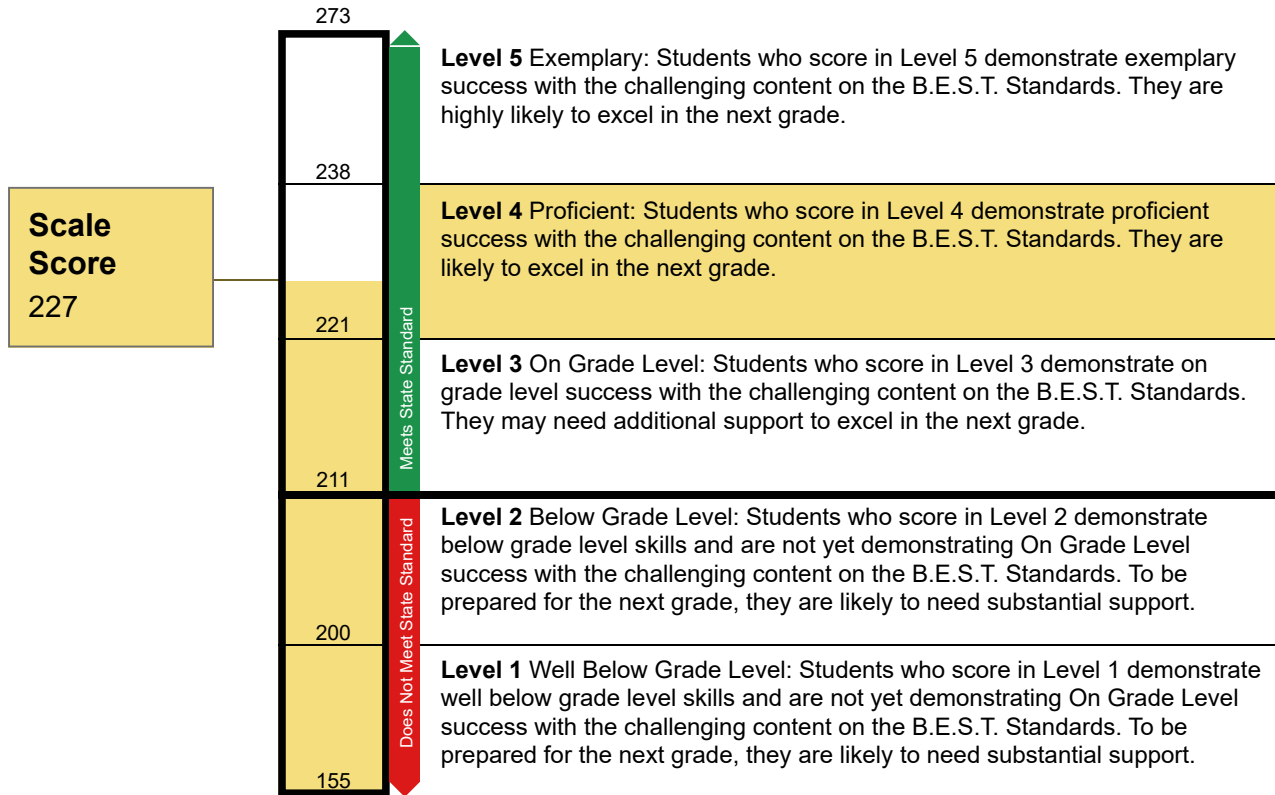 273
Level 5 Exemplary: Students who score in Level 5 demonstrate exemplary
success with the challenging content on the B.E.S.T. Standards. They are
highly likely to excel in the next grade.
238
Scale
Score
227
Level 4 Proficient: Students who score in Level 4 demonstrate proficient
success with the challenging content on the B.E.S.T. Standards. They are
likely to excel in the next grade.
221
Meets State Standard
Level 3 On Grade Level: Students who score in Level 3 demonstrate on
grade level success with the challenging content on the B.E.S.T. Standards.
They may need additional support to excel in the next grade.
211
Level 2 Below Grade Level: Students who score in Level 2 demonstrate
below grade level skills and are not yet demonstrating On Grade Level
success with the challenging content on the B.E.S.T. Standards. To be
prepared for the next grade, they are likely to need substantial support.
200
Does Not Meet State Standard
Level 1 Well Below Grade Level: Students who score in Level 1 demonstrate
well below grade level skills and are not yet demonstrating On Grade Level
success with the challenging content on the B.E.S.T. Standards. To be
prepared for the next grade, they are likely to need substantial support.
155